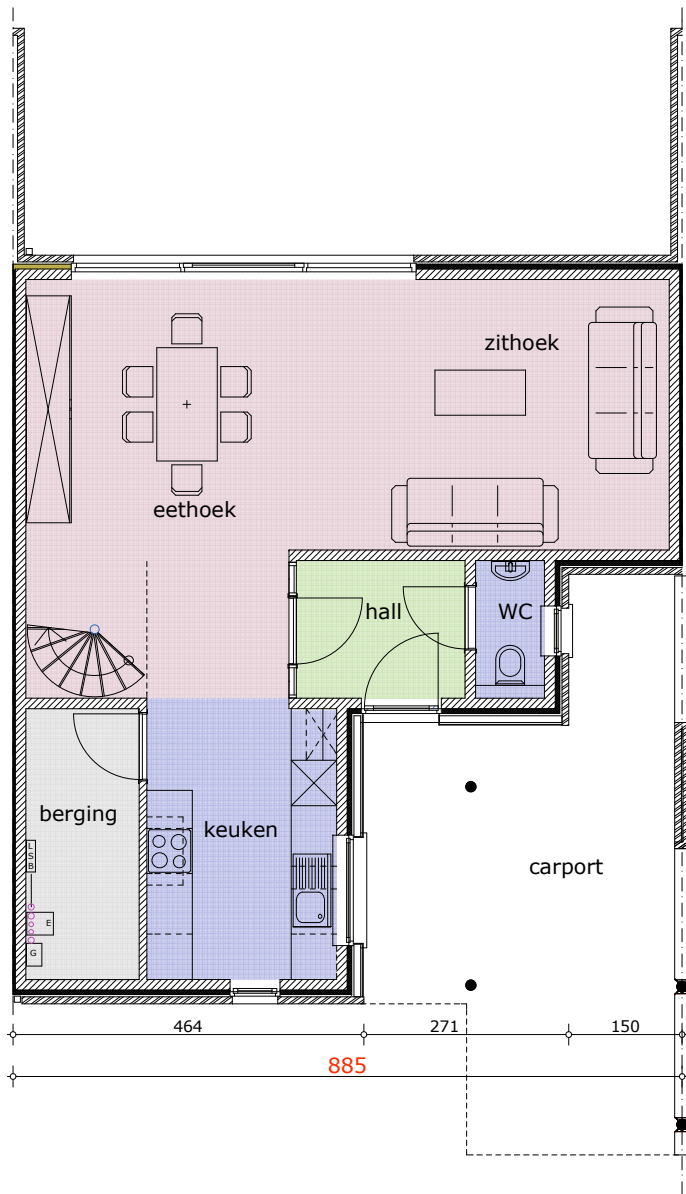 zithoek
eethoek
hall
WC
berging
keuken
carport
L
S
B
E
G
464
271
150
885